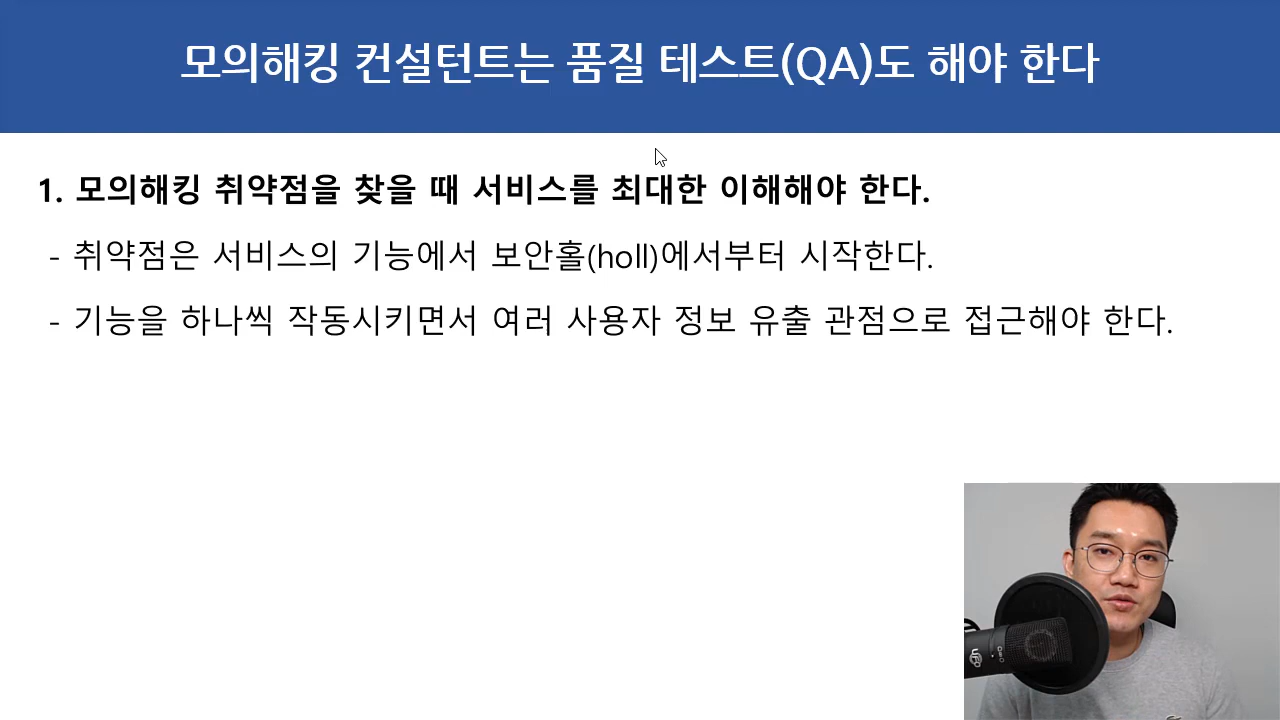 모의해킹 컨설턴트는 품질 테스트(QA)도 해야 한다
1. 모의해킹 취약점을 찾을 때 서비스를 최대한 이해해야 한다.
- 취약점은 서비스의 기능에서 보안홀(holl)에서부터 시작한다.
- 기능을 하나씩 작동시키면서 여러 사용자 정보 유출 관점으로 접근해야 한다.